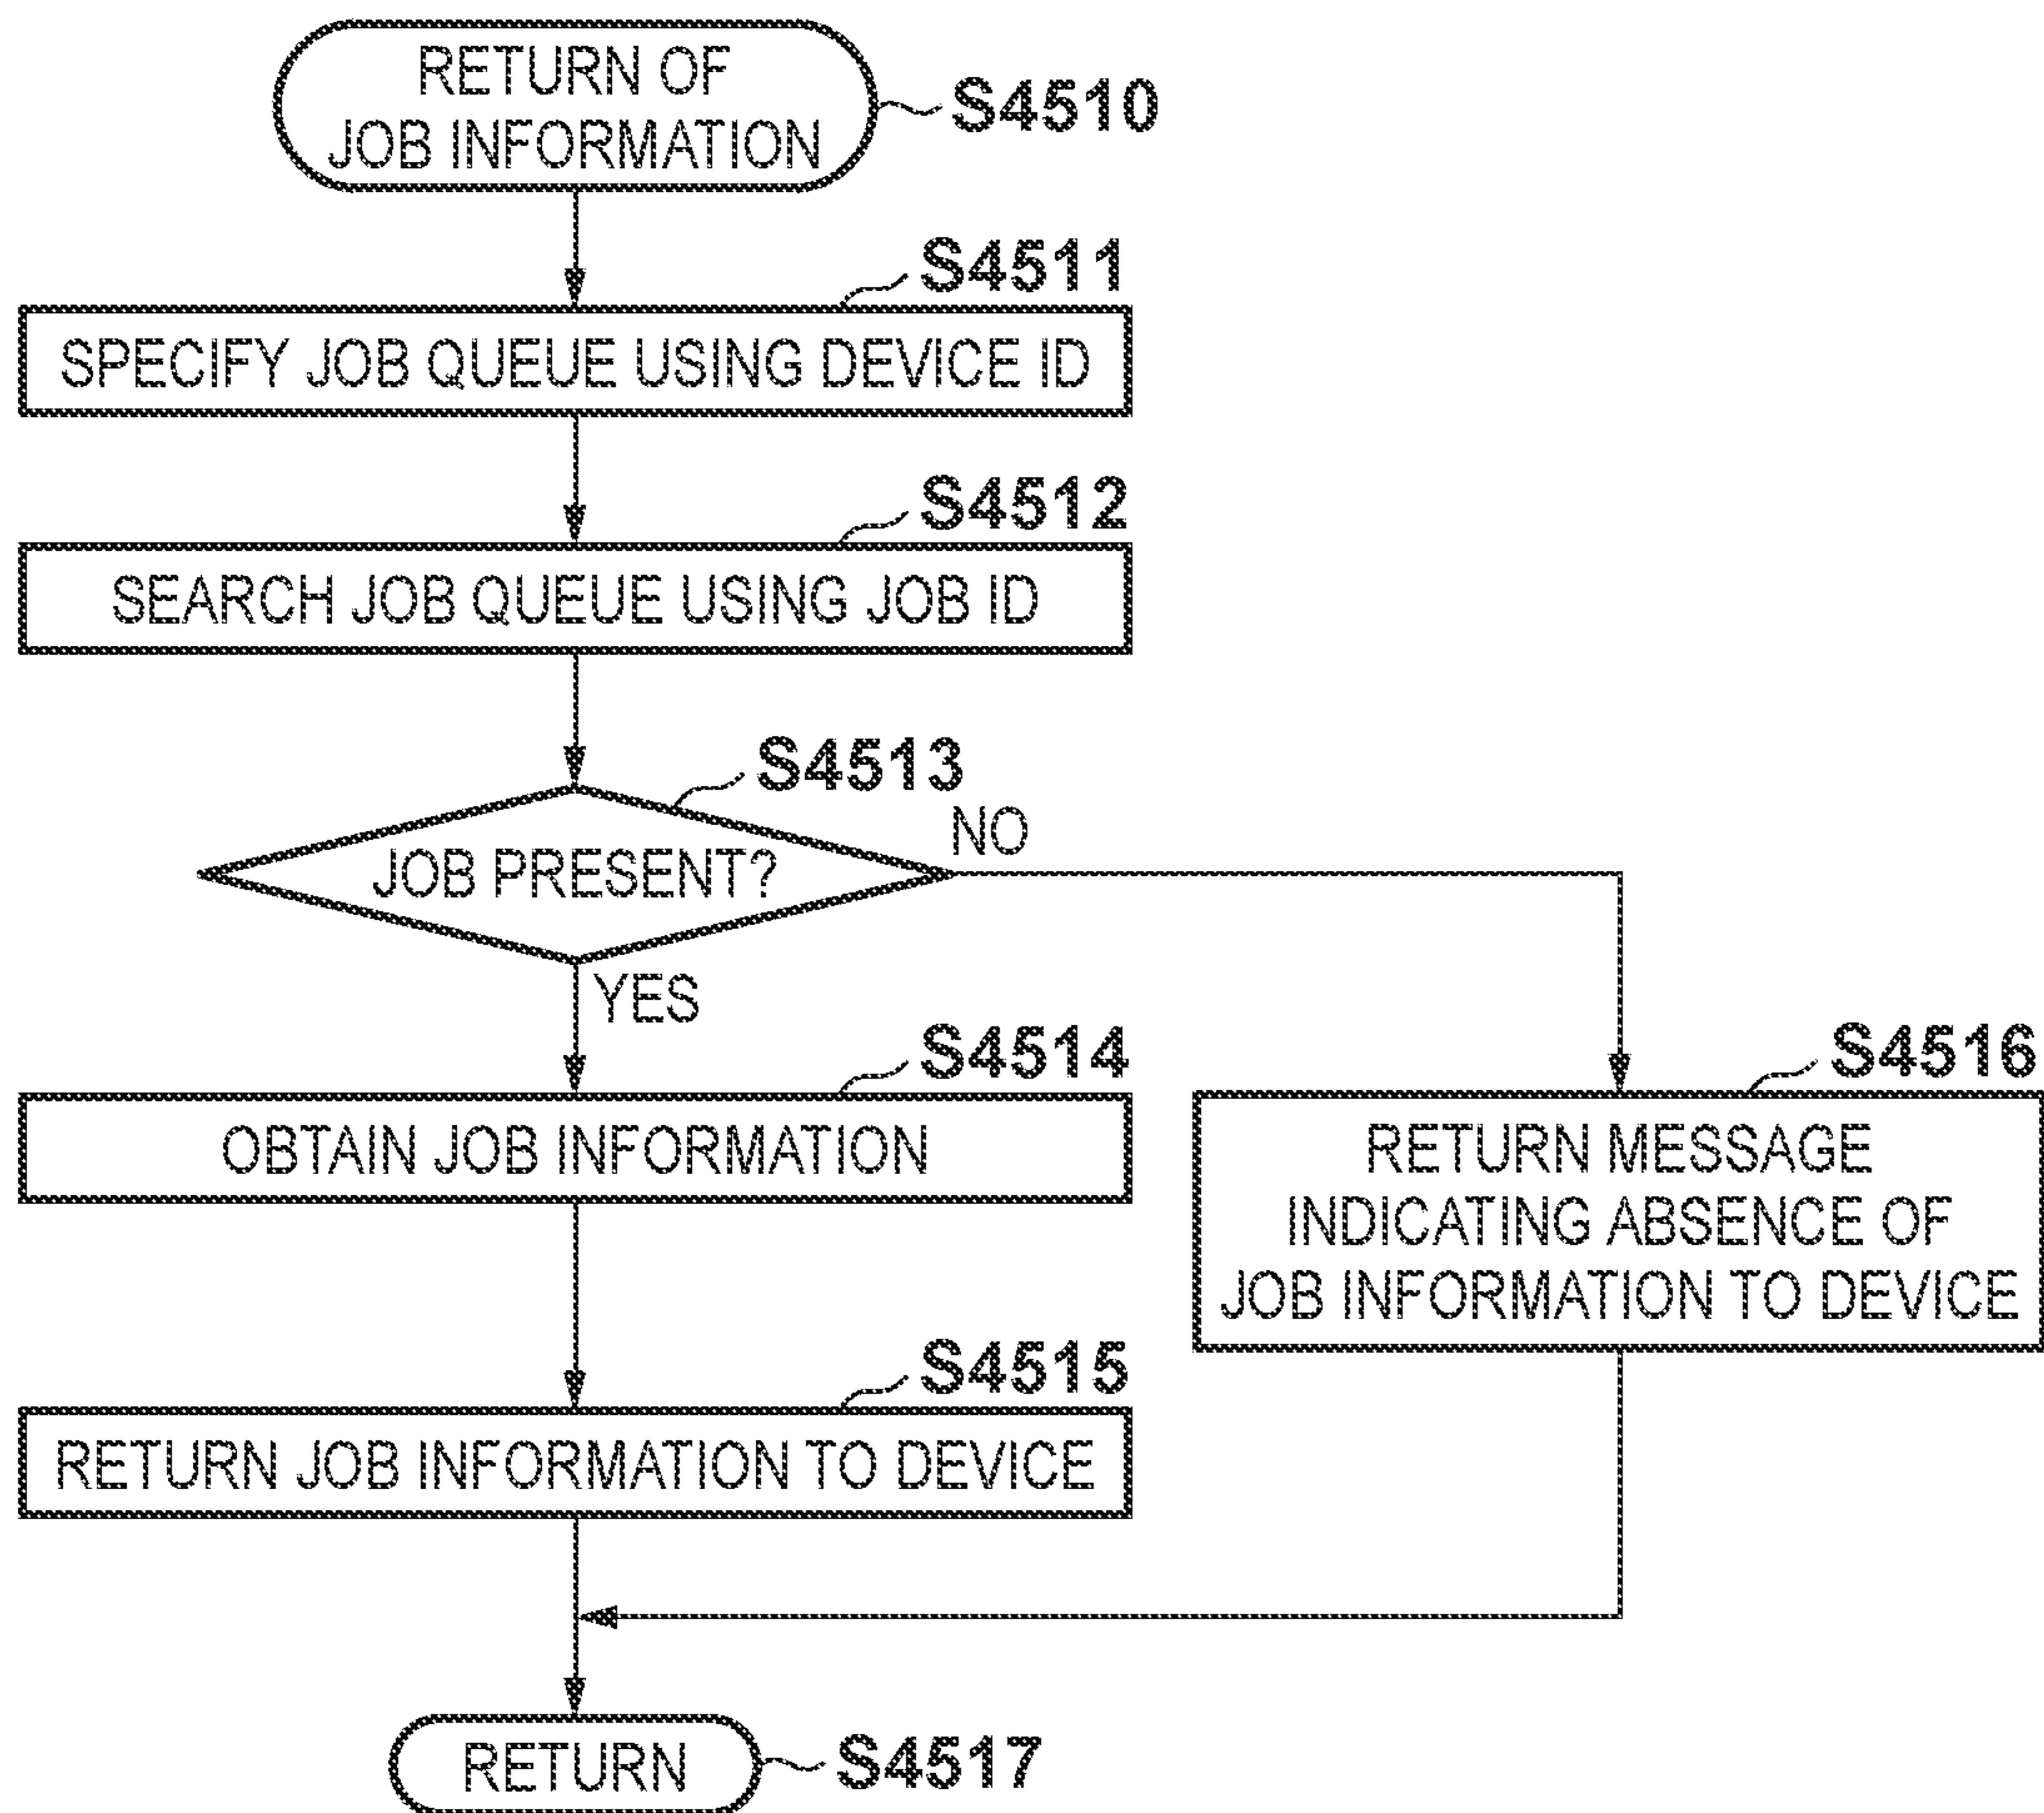 RETURN OF
JOB INFORMATION
S4510
S4511
SPECIFY JOB QUEUE USING DEVICE ID
S4512
SEARCH JOB QUEUE USING JOB ID
S4513
JOB PRESENT?
NO
YES
S4514
OBTAIN JOB INFORMATION
S4516
RETURN MESSAGE
INDICATING ABSENCE OF
JOB INFORMATION TO DEVICE
S4515
RETURN JOB INFORMATION TO DEVICE
RETURN
S4517